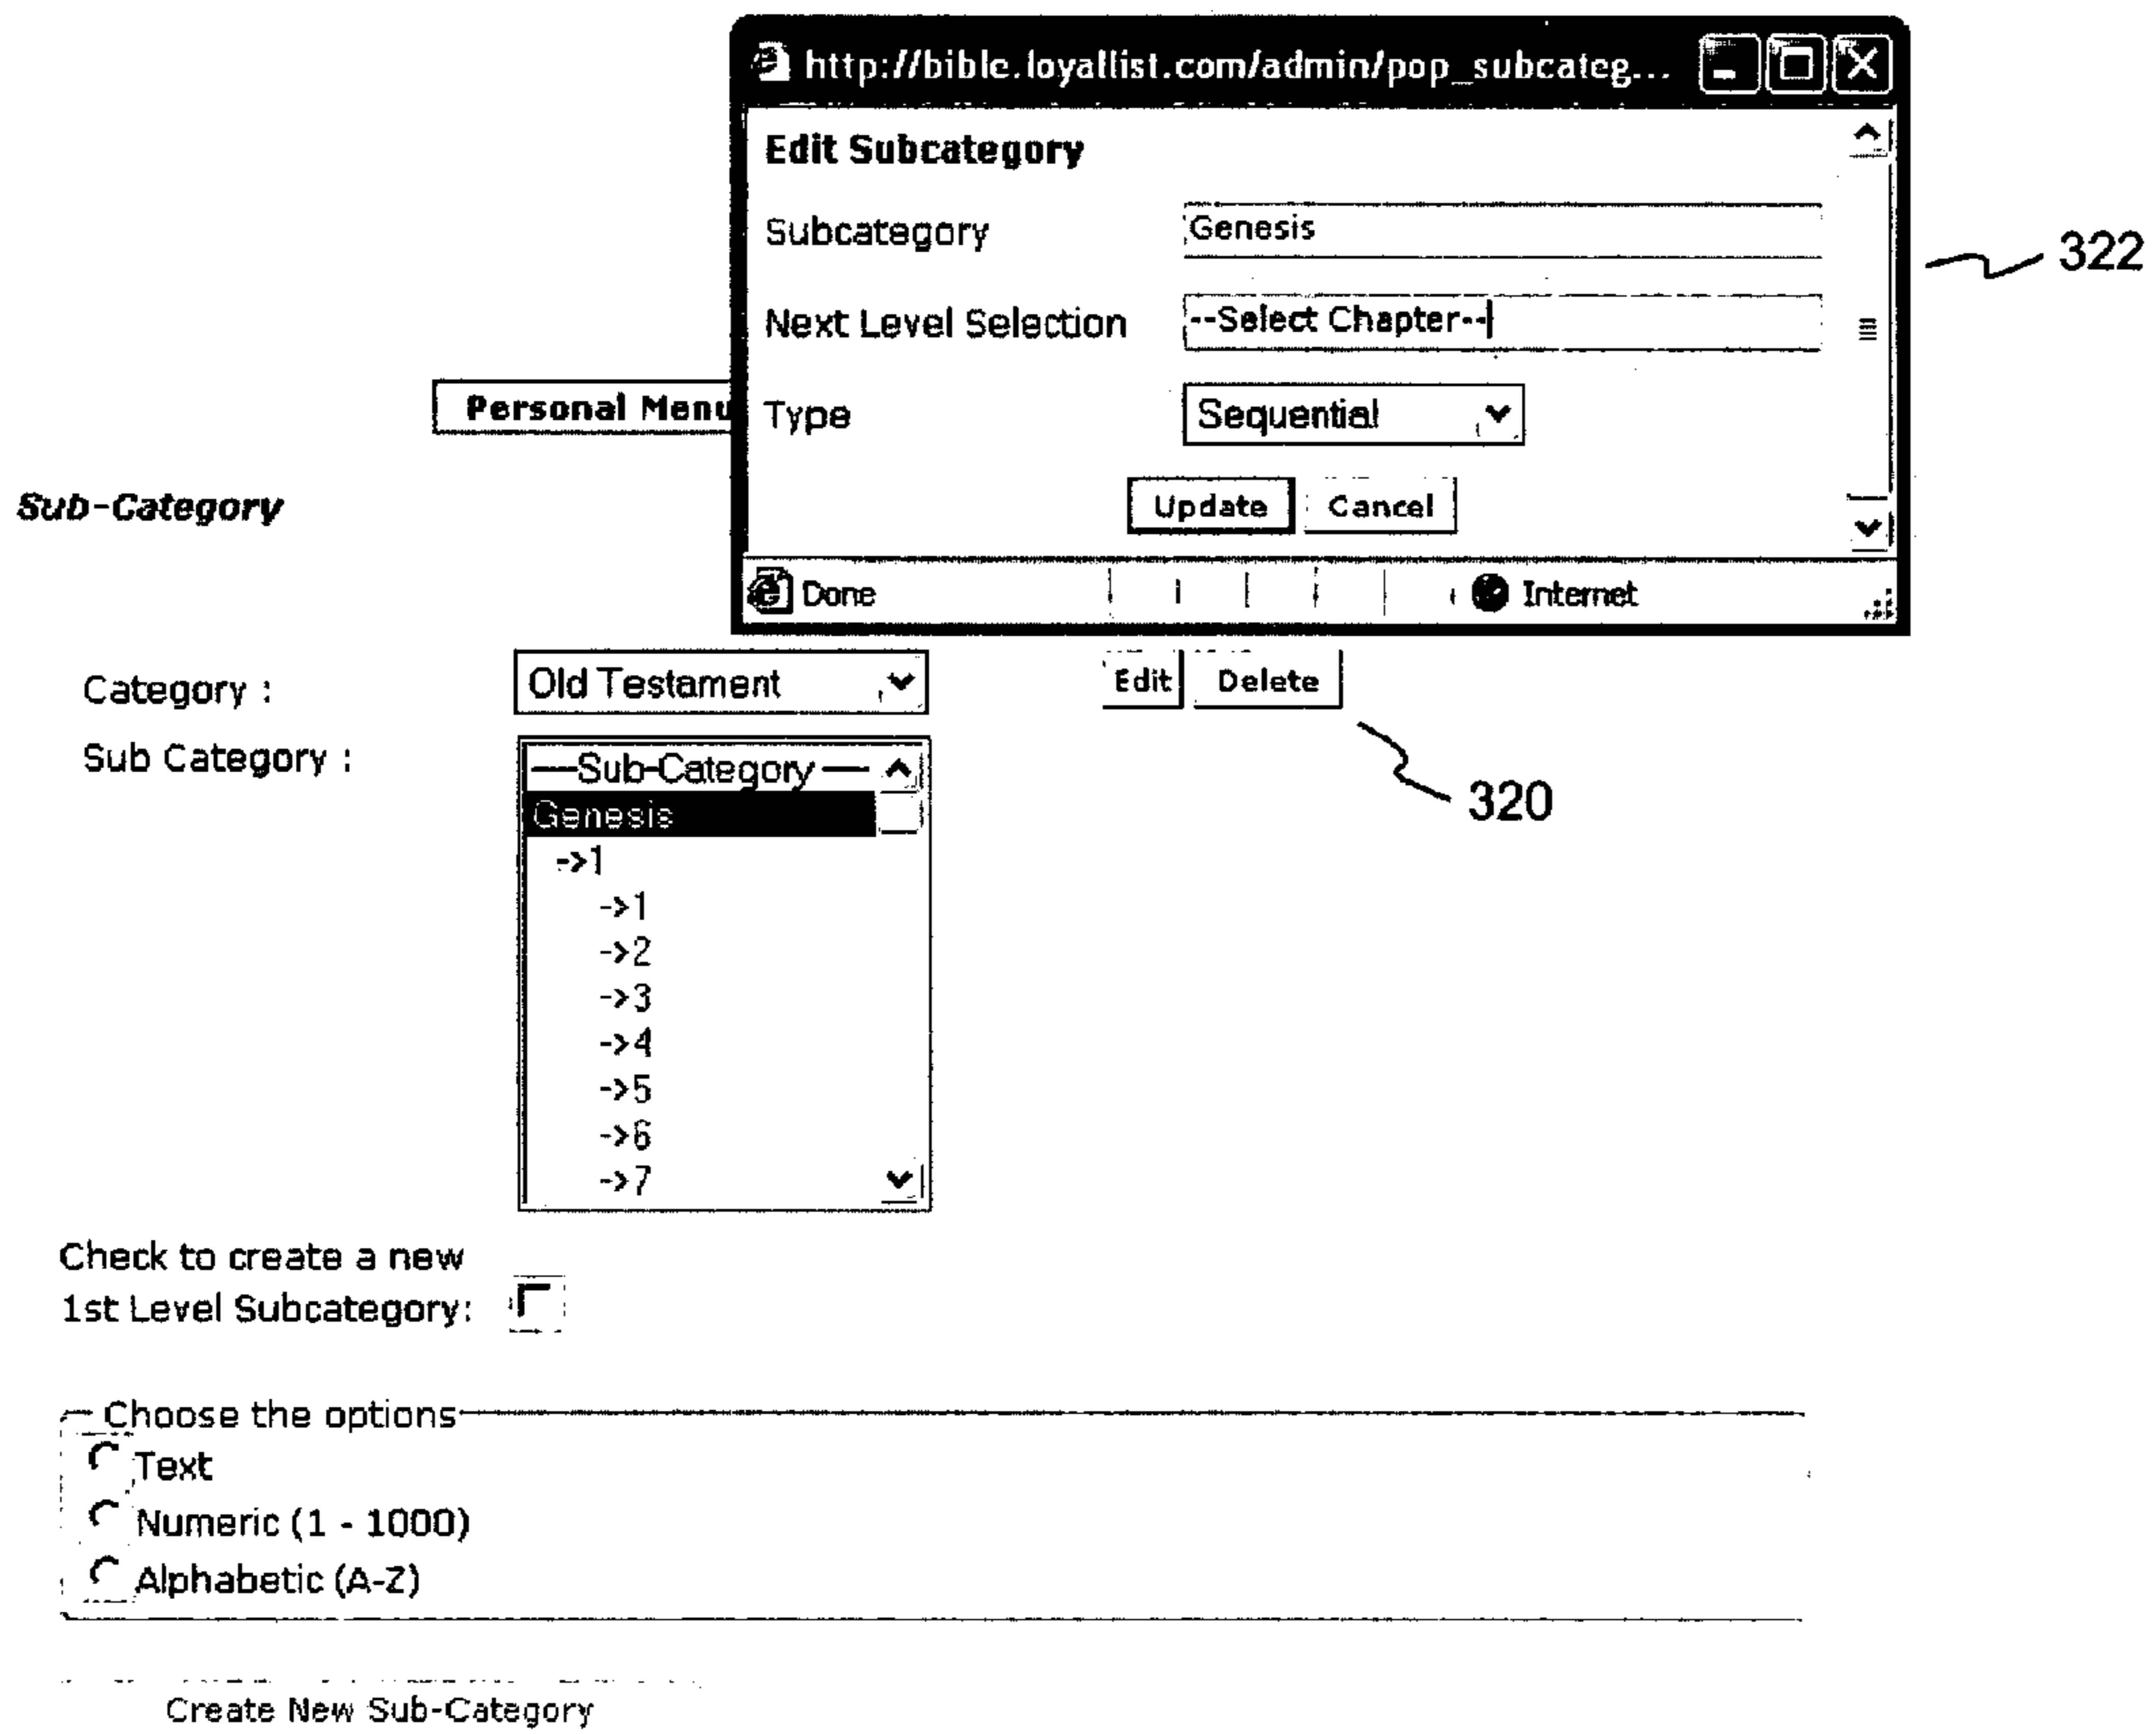 http://bible.loyallist.com/admin/pop_subcateg...
Edit Subcategory
Subcategory Genesis
322
Next Level Selection --Select Chapter--
Personal Menu
Type Sequential
Update Cancel
Sub-Category
Done Internet
Category : Old Testament Edit Delete
Sub Category : —Sub-Category—
320
Genesis
->1
->1
->2
->3
->4
->5
->6
->7
Check to create a new
1st Level Subcategory:
Choose the options
Text
Numeric (1 - 1000)
Alphabetic (A-Z)
Create New Sub-Category